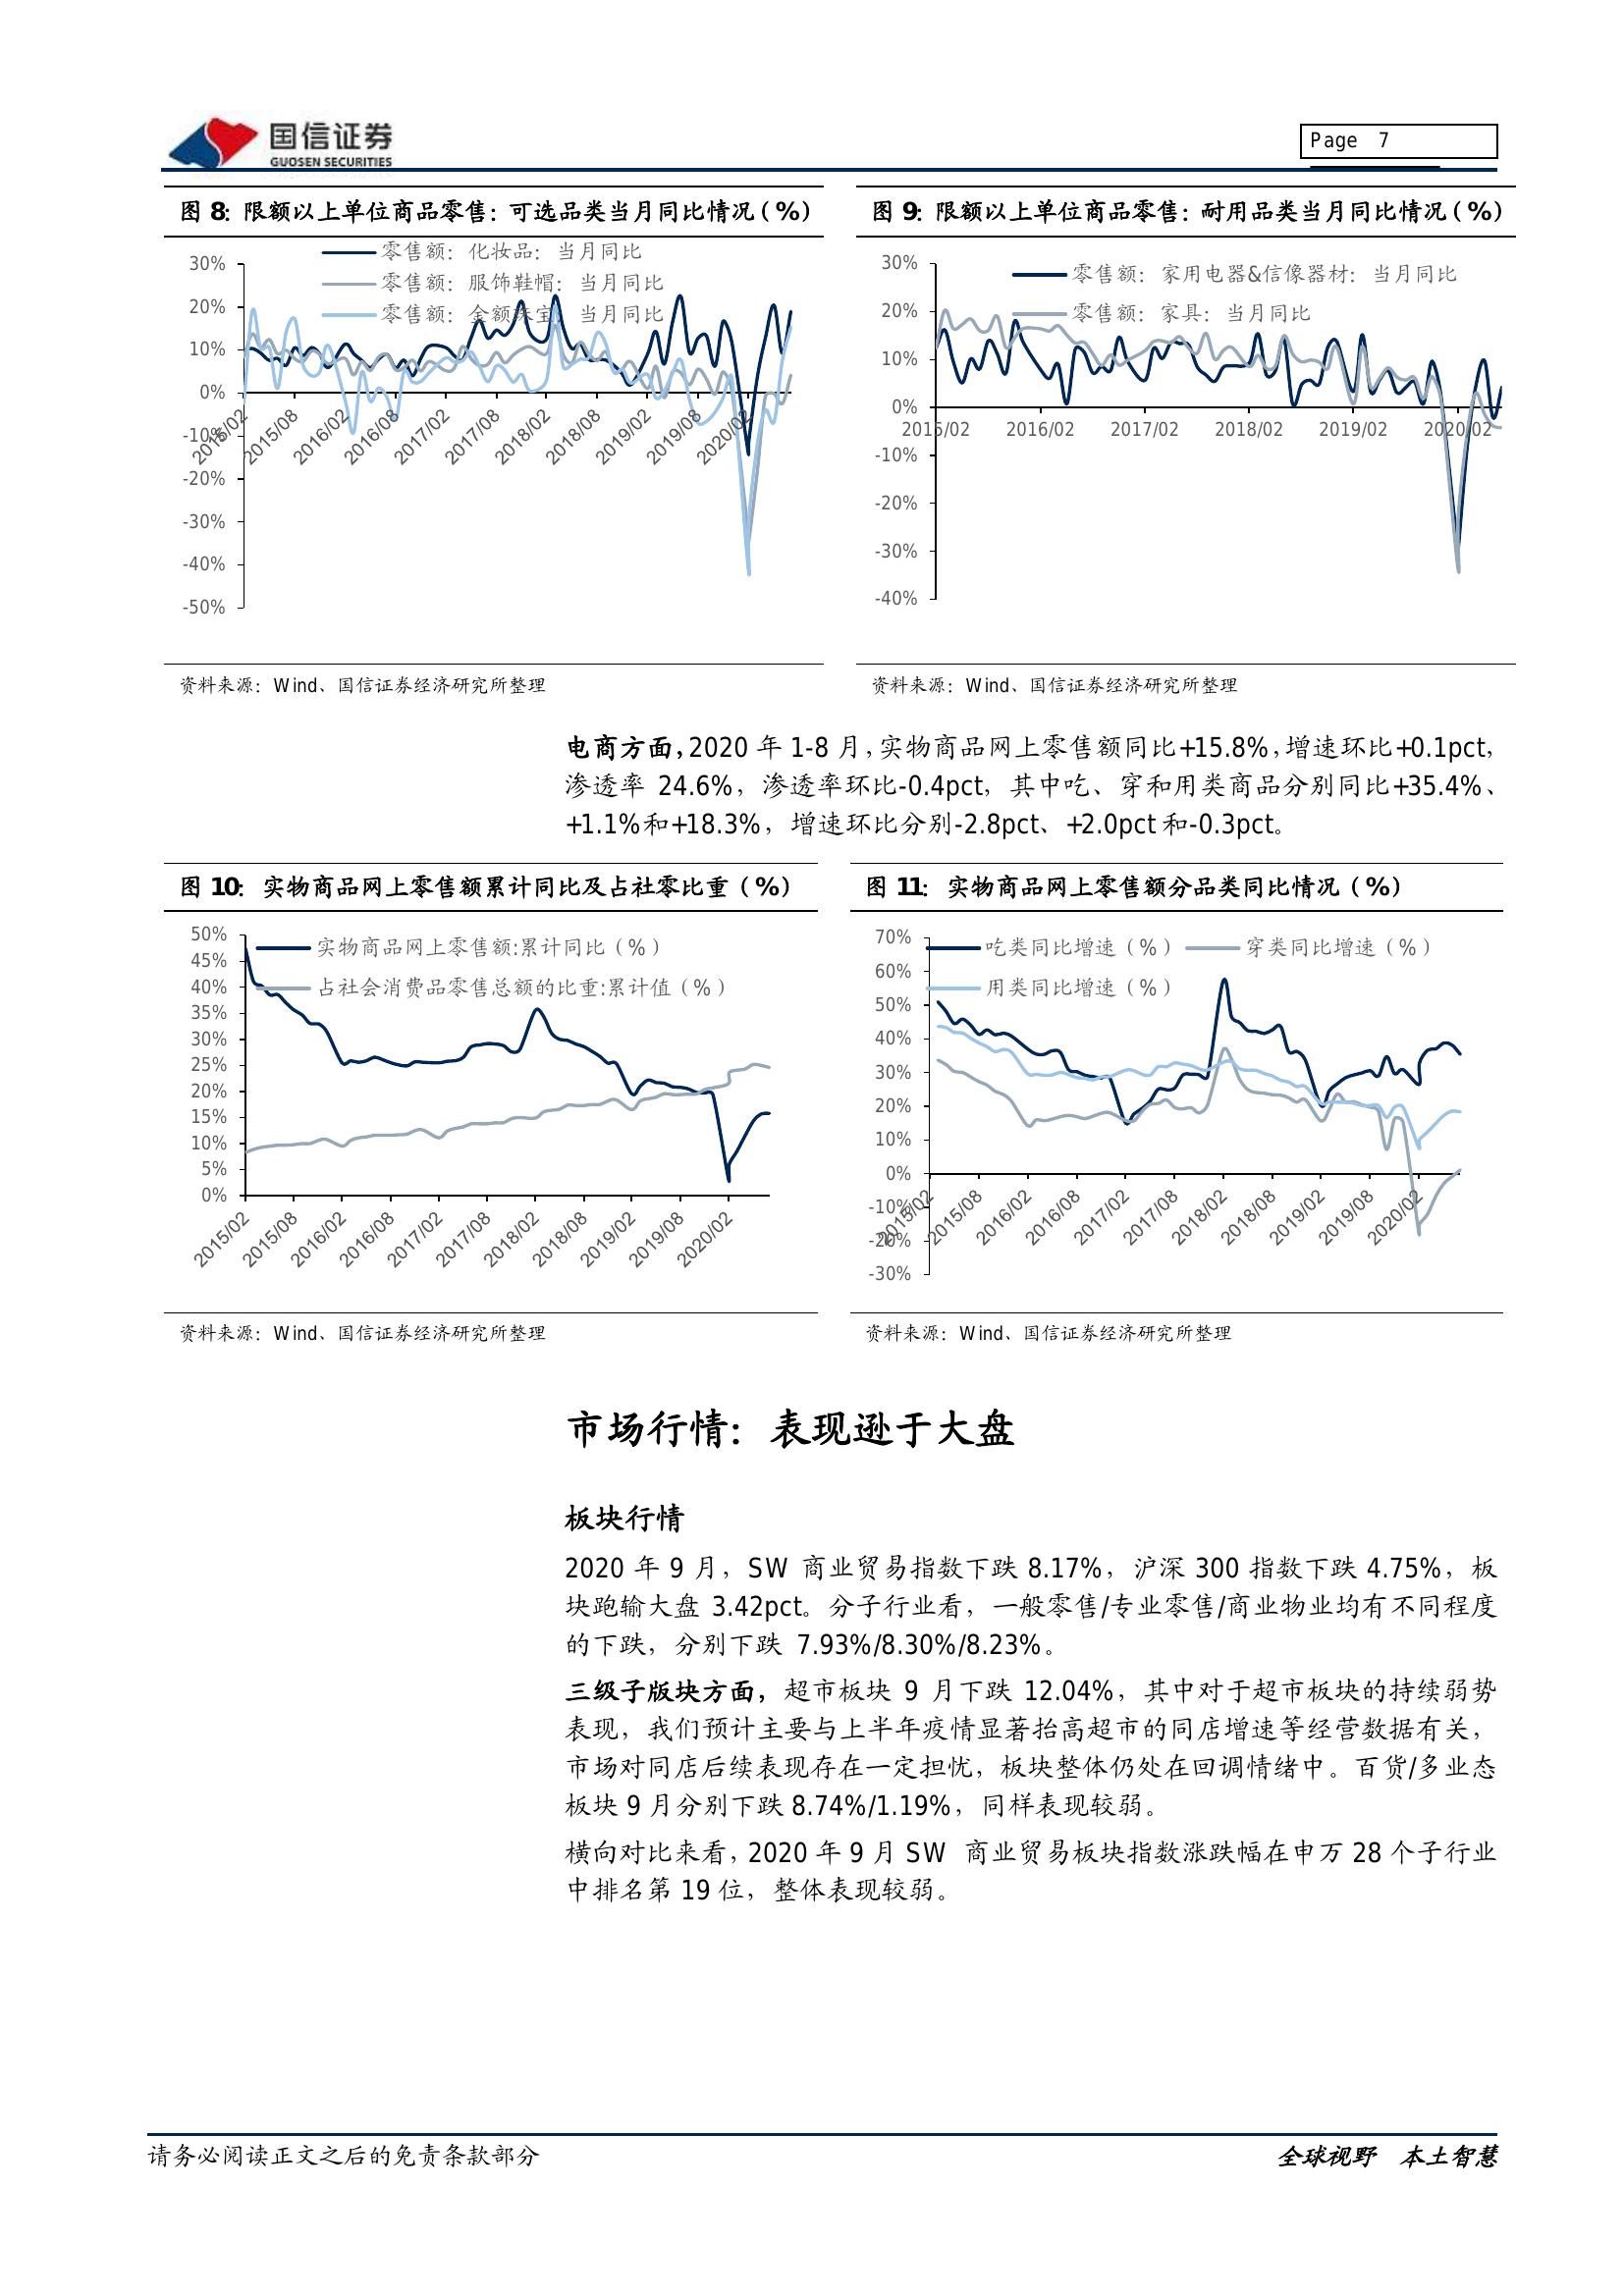 国信证券
GUOSEN SECURITIES
Page 7
图 8：限额以上单位商品零售：可选品类当月同比情况（%）
零售额：化妆品：当月同比
零售额：服饰鞋帽：当月同比
零售额：金额珠宝：当月同比
30%
20%
10%
0%
-10%
-20%
-30%
-40%
-50%
2015/02 2015/08 2016/02 2016/08 2017/02 2017/08 2018/02 2018/08 2019/02 2019/08 2020/02
资料来源：Wind、国信证券经济研究所整理
图 9：限额以上单位商品零售：耐用品类当月同比情况（%）
零售额：家用电器&信像器材：当月同比
零售额：家具：当月同比
30%
20%
10%
0%
-10%
-20%
-30%
-40%
2015/02 2016/02 2017/02 2018/02 2019/02 2020/02
资料来源：Wind、国信证券经济研究所整理
电商方面，2020 年 1-8 月，实物商品网上零售额同比+15.8%，增速环比+0.1pct，
渗透率 24.6%，渗透率环比-0.4pct，其中吃、穿和用类商品分别同比+35.4%、
+1.1%和+18.3%，增速环比分别-2.8pct、+2.0pct 和-0.3pct。
图 10： 实物商品网上零售额累计同比及占社零比重（%）
实物商品网上零售额:累计同比（%）
占社会消费品零售总额的比重:累计值（%）
50%
45%
40%
35%
30%
25%
20%
15%
10%
5%
0%
2015/02 2015/08 2016/02 2016/08 2017/02 2017/08 2018/02 2018/08 2019/02 2019/08 2020/02
资料来源：Wind、国信证券经济研究所整理
图 11： 实物商品网上零售额分品类同比情况（%）
吃类同比增速（%） 穿类同比增速（%）
用类同比增速（%）
70%
60%
50%
40%
30%
20%
10%
0%
-10%
-20%
-30%
2015/02 2015/08 2016/02 2016/08 2017/02 2017/08 2018/02 2018/08 2019/02 2019/08 2020/02
资料来源：Wind、国信证券经济研究所整理
市场行情：表现逊于大盘
板块行情
2020 年 9 月，SW 商业贸易指数下跌 8.17%，沪深 300 指数下跌 4.75%，板
块跑输大盘 3.42pct。分子行业看，一般零售/专业零售/商业物业均有不同程度
的下跌，分别下跌 7.93%/8.30%/8.23%。
三级子版块方面，超市板块 9 月下跌 12.04%，其中对于超市板块的持续弱势
表现，我们预计主要与上半年疫情显著抬高超市的同店增速等经营数据有关，
市场对同店后续表现存在一定担忧，板块整体仍处在回调情绪中。百货/多业态
板块 9 月分别下跌 8.74%/1.19%，同样表现较弱。
横向对比来看，2020 年 9 月 SW 商业贸易板块指数涨跌幅在申万 28 个子行业
中排名第 19 位，整体表现较弱。
请务必阅读正文之后的免责条款部分
全球视野 本土智慧